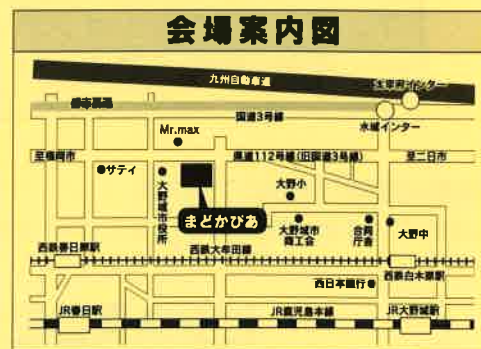 会場案内図
九州自動車道
太宰府インター
都市高速
国道3号線
水城インター
Mr.max
至福岡市
県道112号線(旧国道3号線)
至二日市
サティ
大野城市役所
大野小
まどかぴあ
大野城市
商工会
合同
庁舎
大野中
西鉄春日原駅
西鉄大牟田線
西鉄白木原駅
西日本銀行
JR春日駅
JR鹿児島本線
JR大野城駅